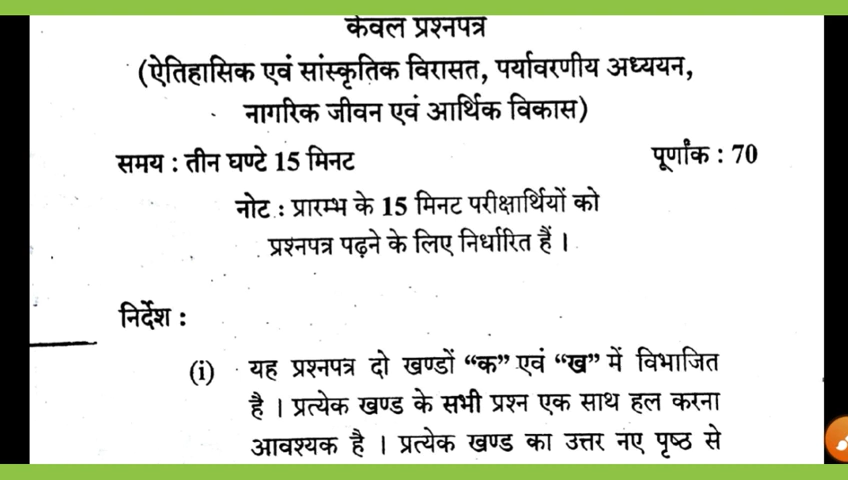 केवल प्रश्नपत्र
(ऐतिहासिक एवं सांस्कृतिक विरासत, पर्यावरणीय अध्ययन,
नागरिक जीवन एवं आर्थिक विकास)
समय : तीन घण्टे 15 मिनट
पूर्णांक : 70
नोट : प्रारम्भ के 15 मिनट परीक्षार्थियों को
प्रश्नपत्र पढ़ने के लिए निर्धारित हैं ।
निर्देश :
(i) यह प्रश्नपत्र दो खण्डों “क” एवं “ख” में विभाजित
है । प्रत्येक खण्ड के सभी प्रश्न एक साथ हल करना
आवश्यक है । प्रत्येक खण्ड का उत्तर नए पृष्ठ से